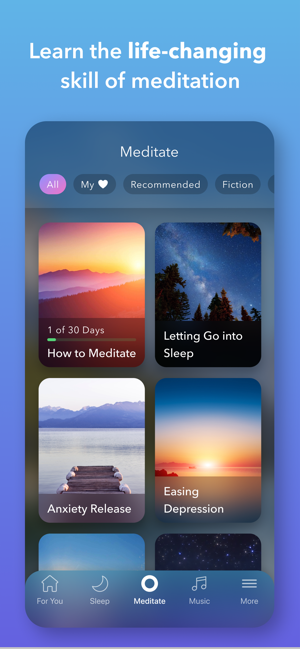 Learn the life-changing
skill of meditation
Meditate
All
My
Recommended
Fiction
1 of 30 Days
How to Meditate
Letting Go into
Sleep
Anxiety Release
Easing
Depression
For You
Sleep
Meditate
Music
More